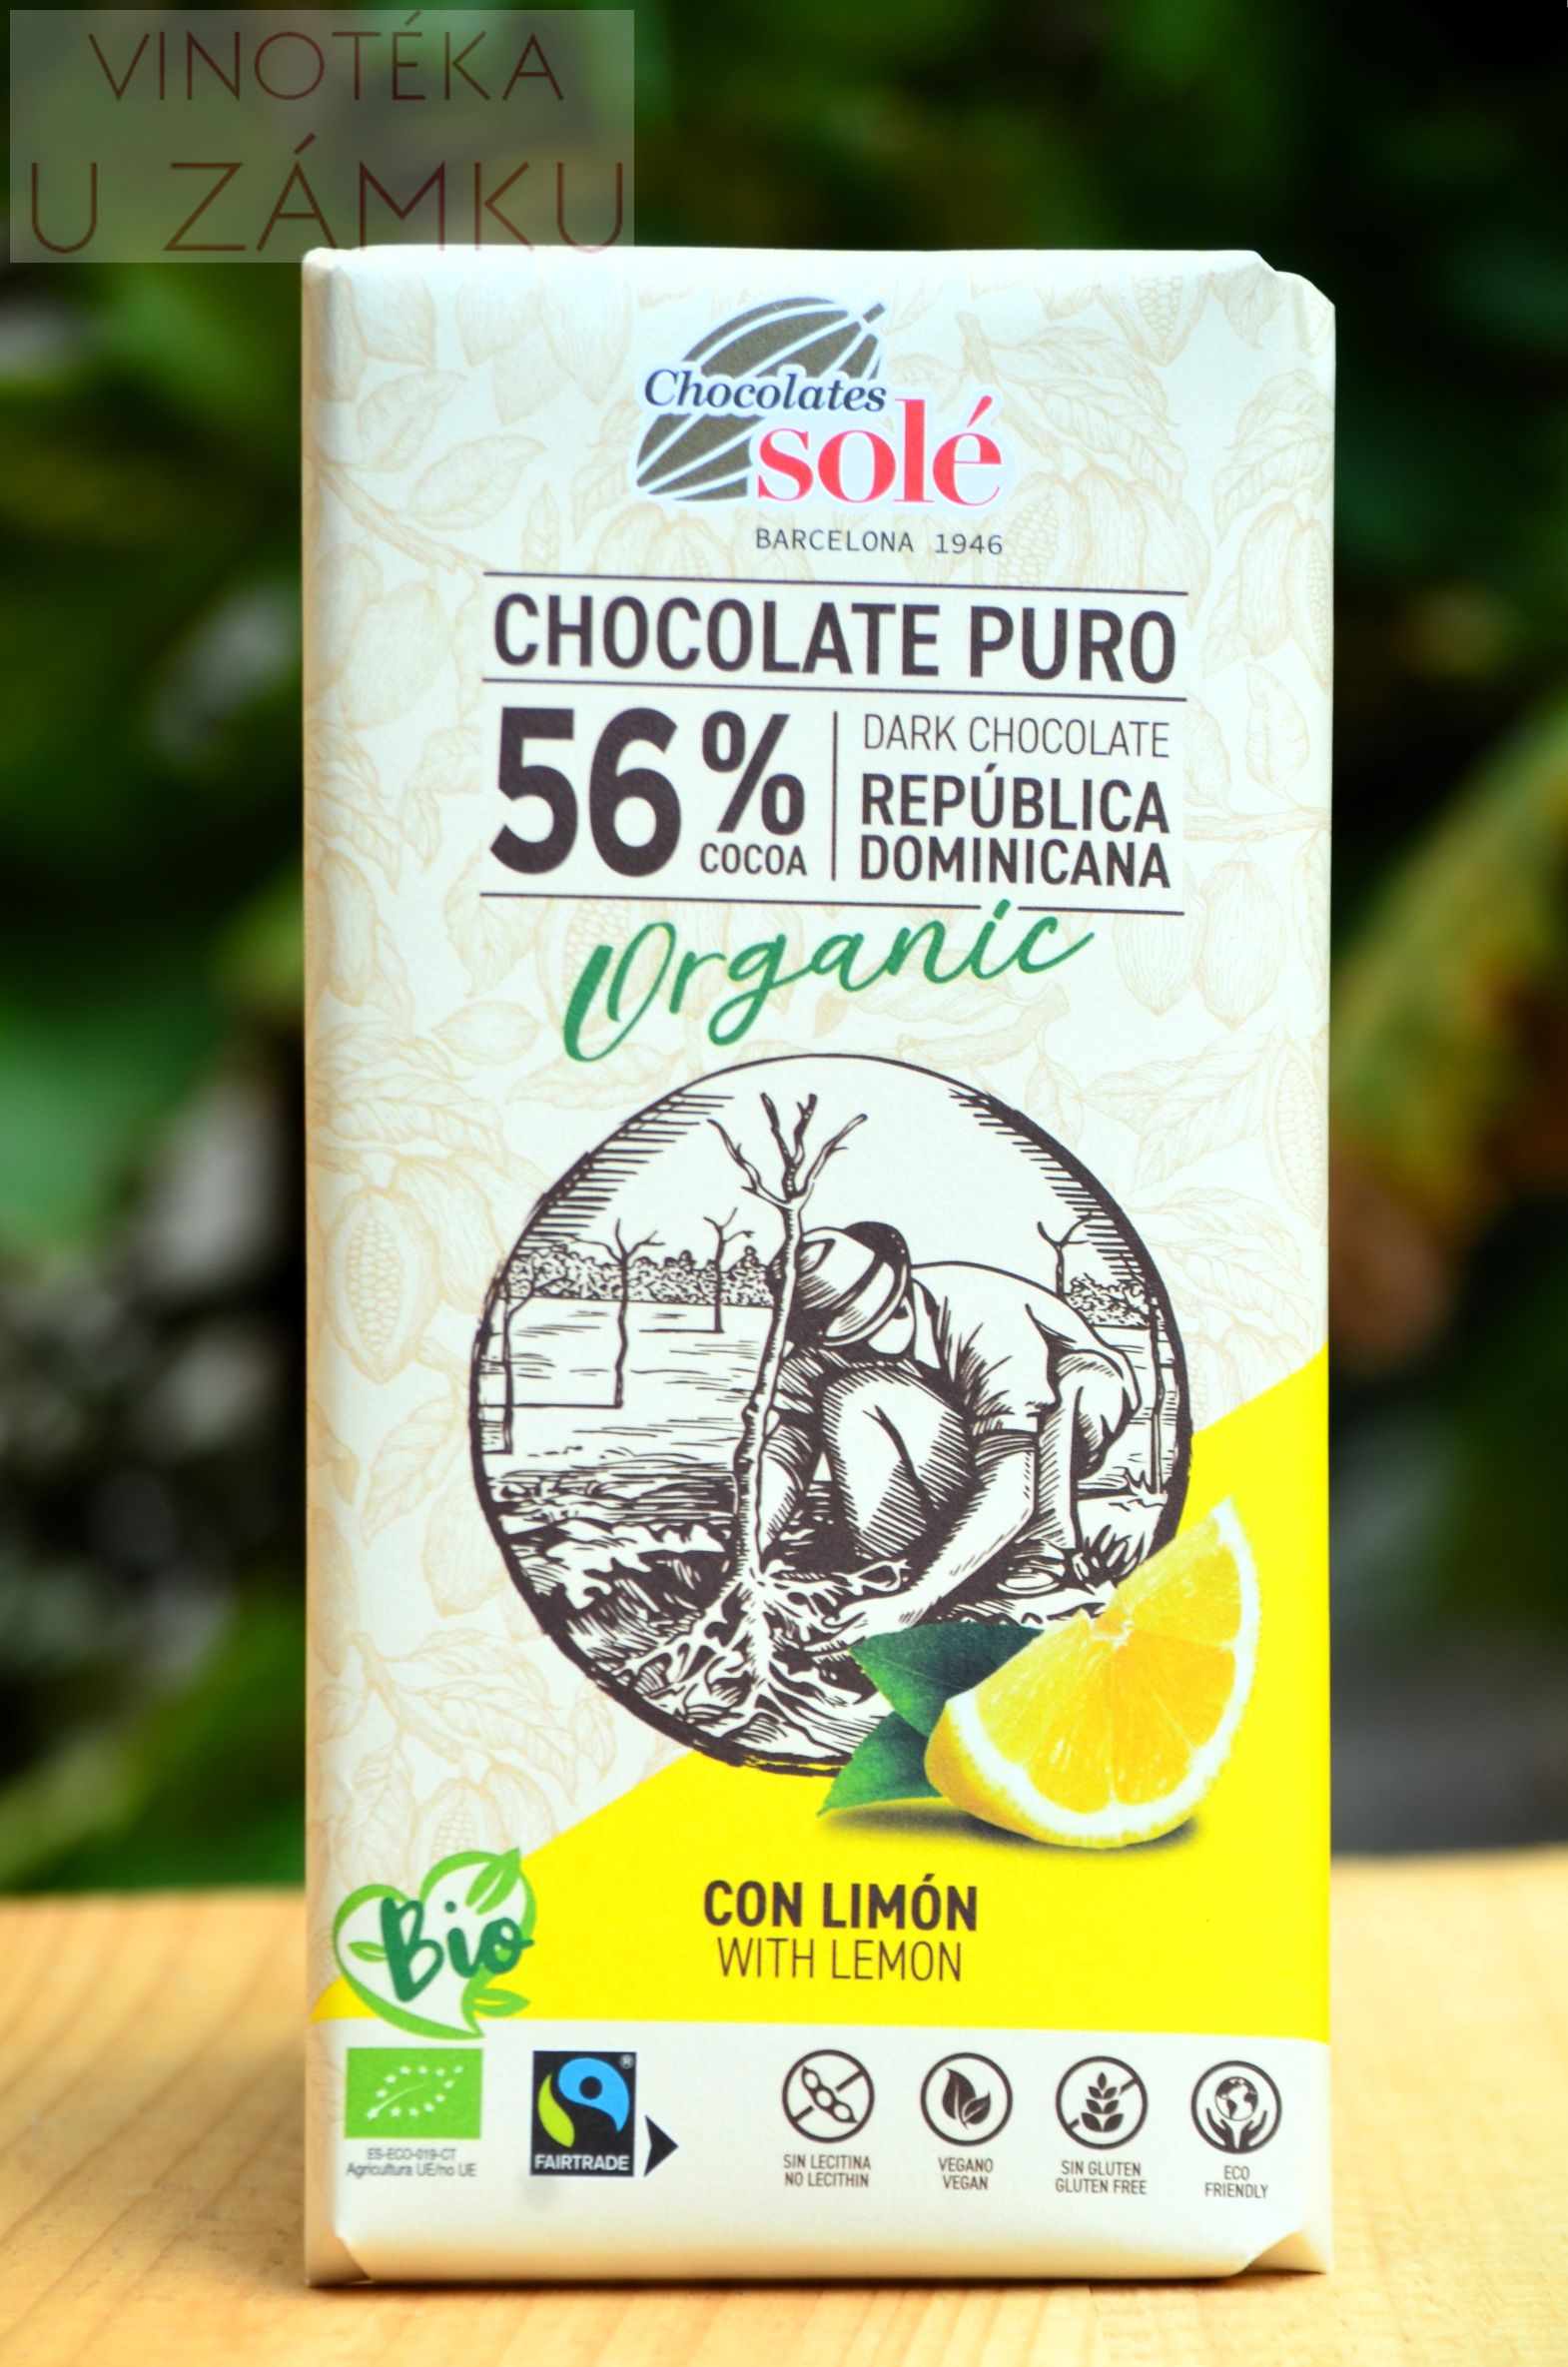 VINOTÉKA
U ZÁMKU
Chocolates
solé
BARCELONA 1946
CHOCOLATE PURO
56%
COCOA
DARK CHOCOLATE
REPÚBLICA
DOMINICANA
Organic
CON LIMÓN
WITH LEMON
Bio
ES-ECO-019-CT
Agricultura UE/no UE
FAIRTRADE
®
SIN LECITINA
NO LECITHIN
VEGANO
VEGAN
SIN GLUTEN
GLUTEN FREE
ECO
FRIENDLY